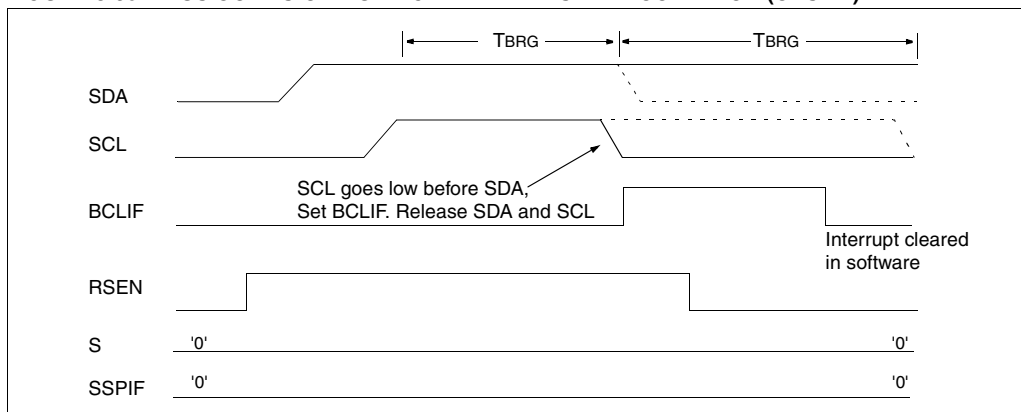 TBRG TBRG
SDA
SCL
SCL goes low before SDA,
Set BCLIF. Release SDA and SCL
BCLIF
Interrupt cleared
in software
RSEN
S '0' '0'
SSPIF '0' '0'